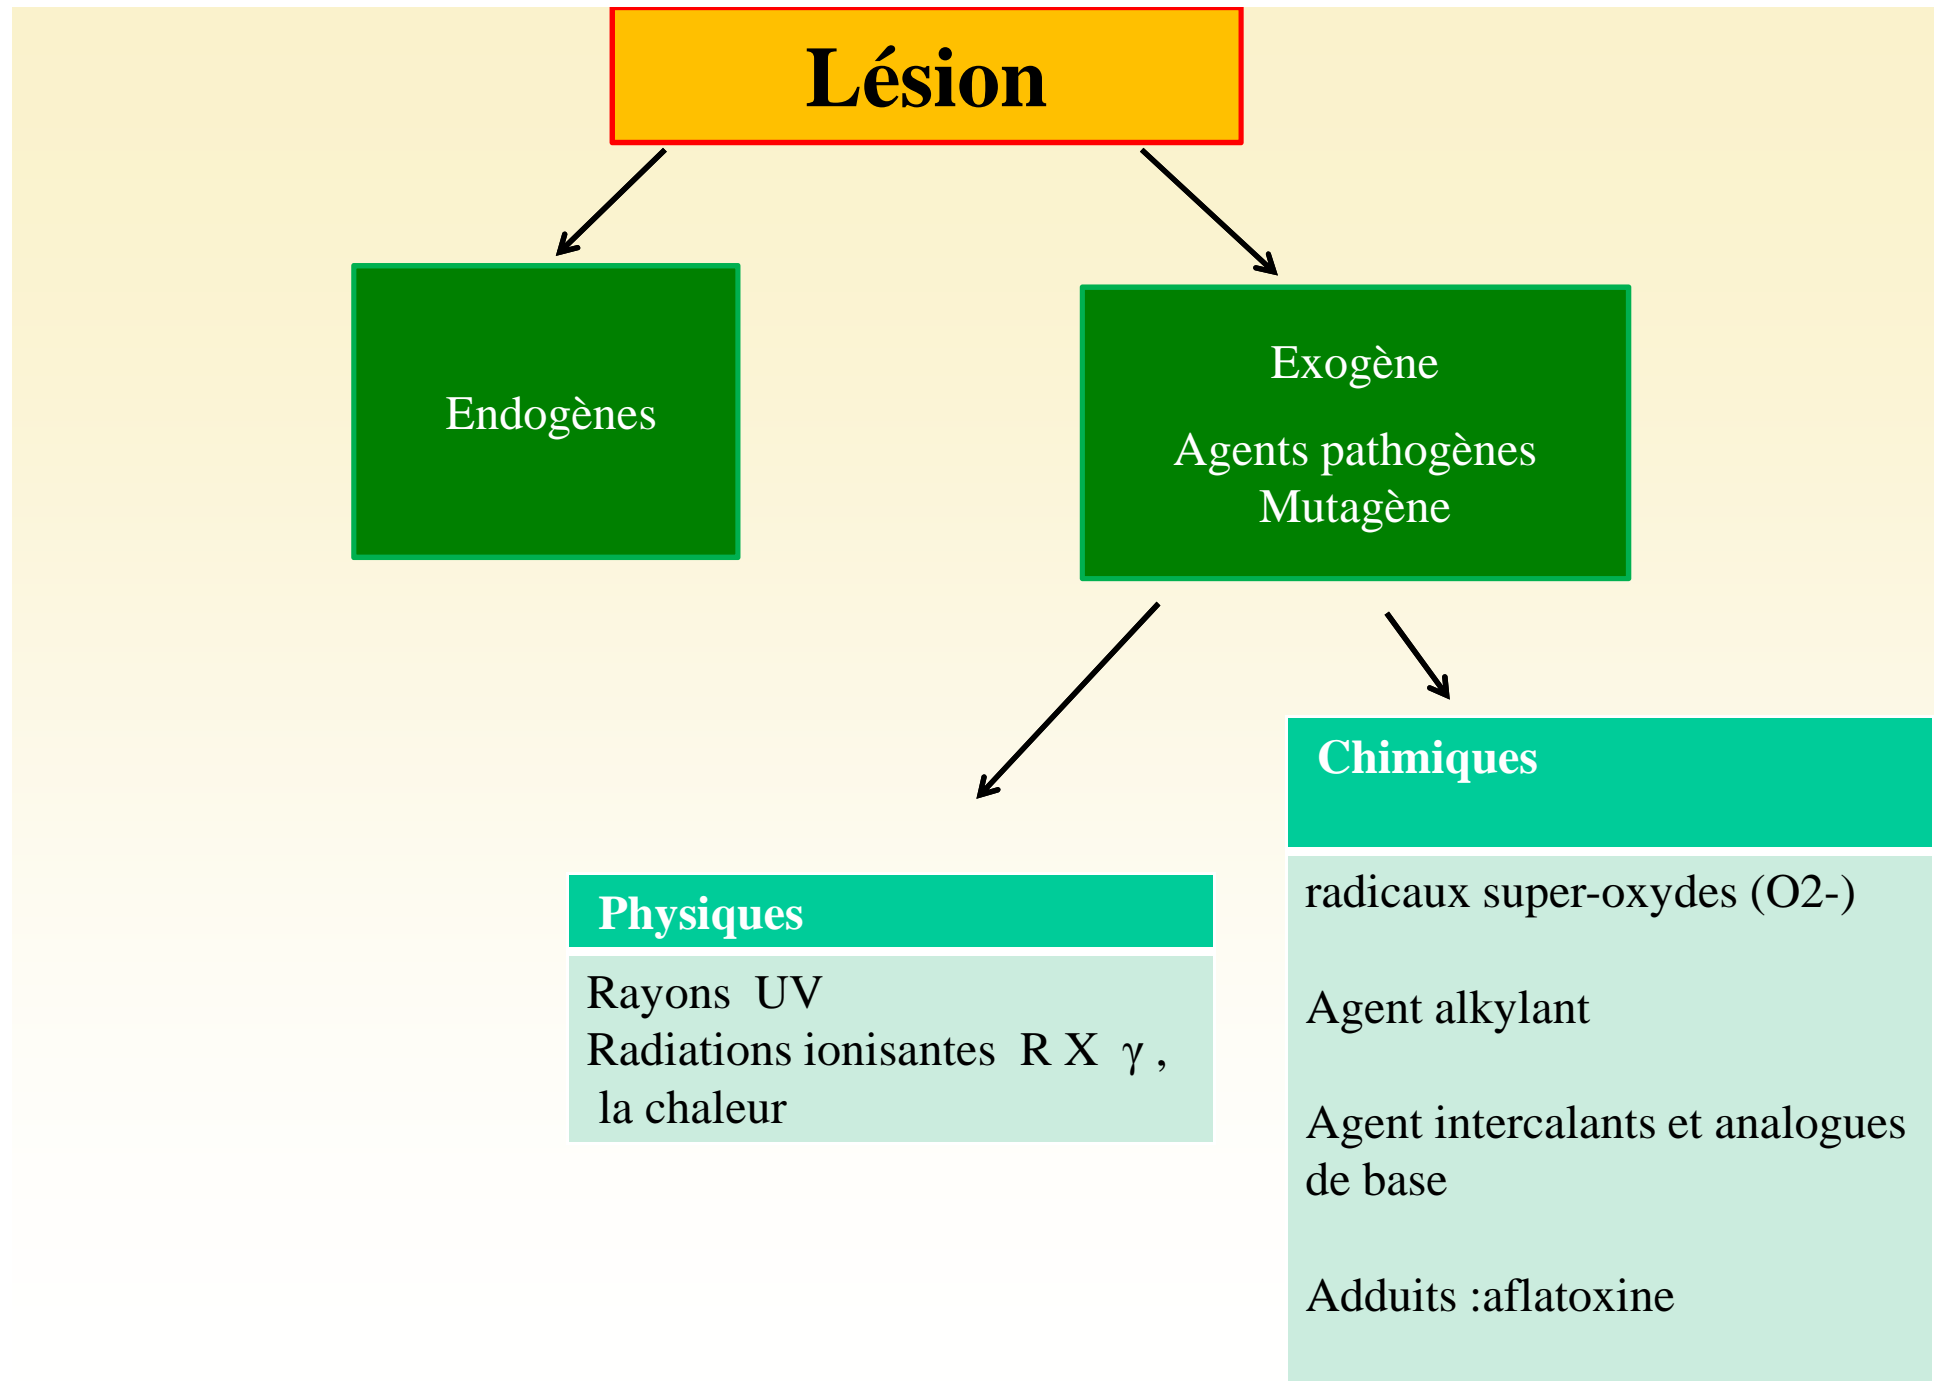 Lésion
Endogènes
Exogène
Agents pathogènes
Mutagène
Physiques
Rayons UV
Radiations ionisantes R X γ ,
la chaleur
Chimiques
radicaux super-oxydes (O2-)
Agent alkylant
Agent intercalants et analogues
de base
Adduits :aflatoxine